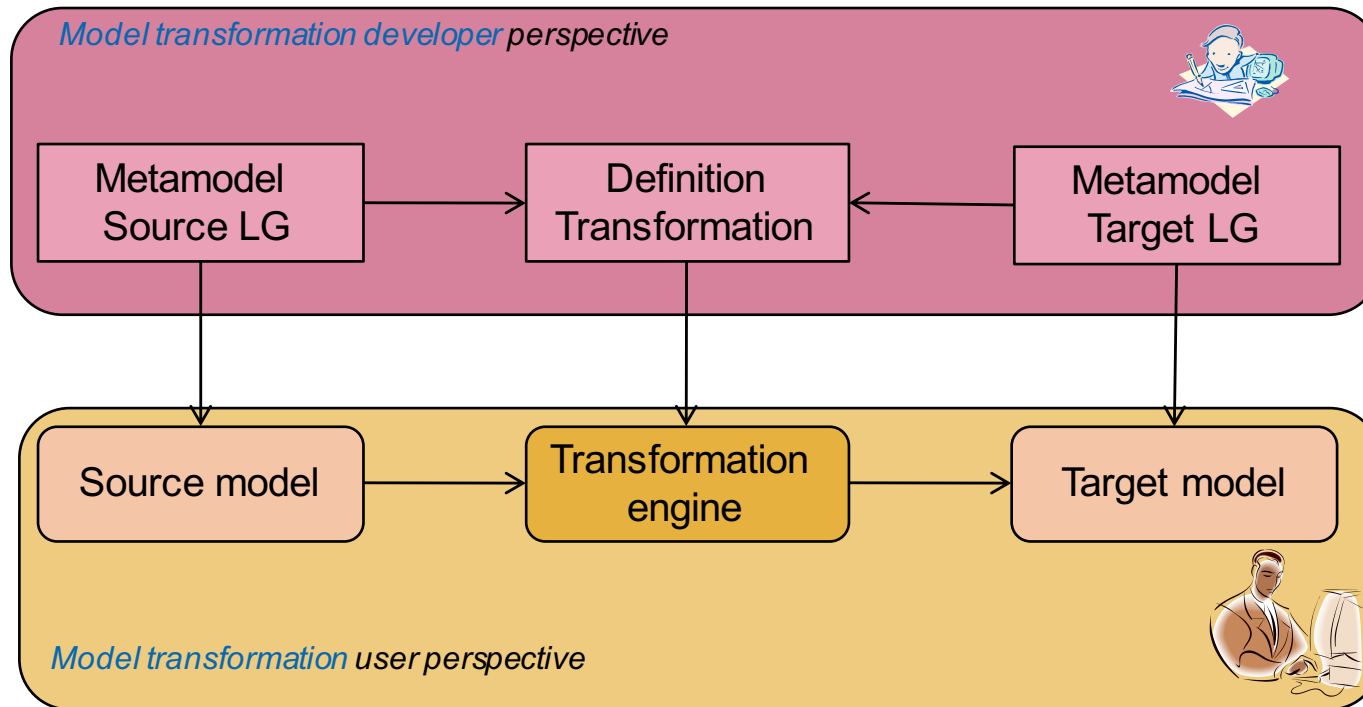 Model transformation developer perspective
Metamodel
Source LG
Definition
Transformation
Metamodel
Target LG
Source model
Transformation
engine
Target model
Model transformation user perspective